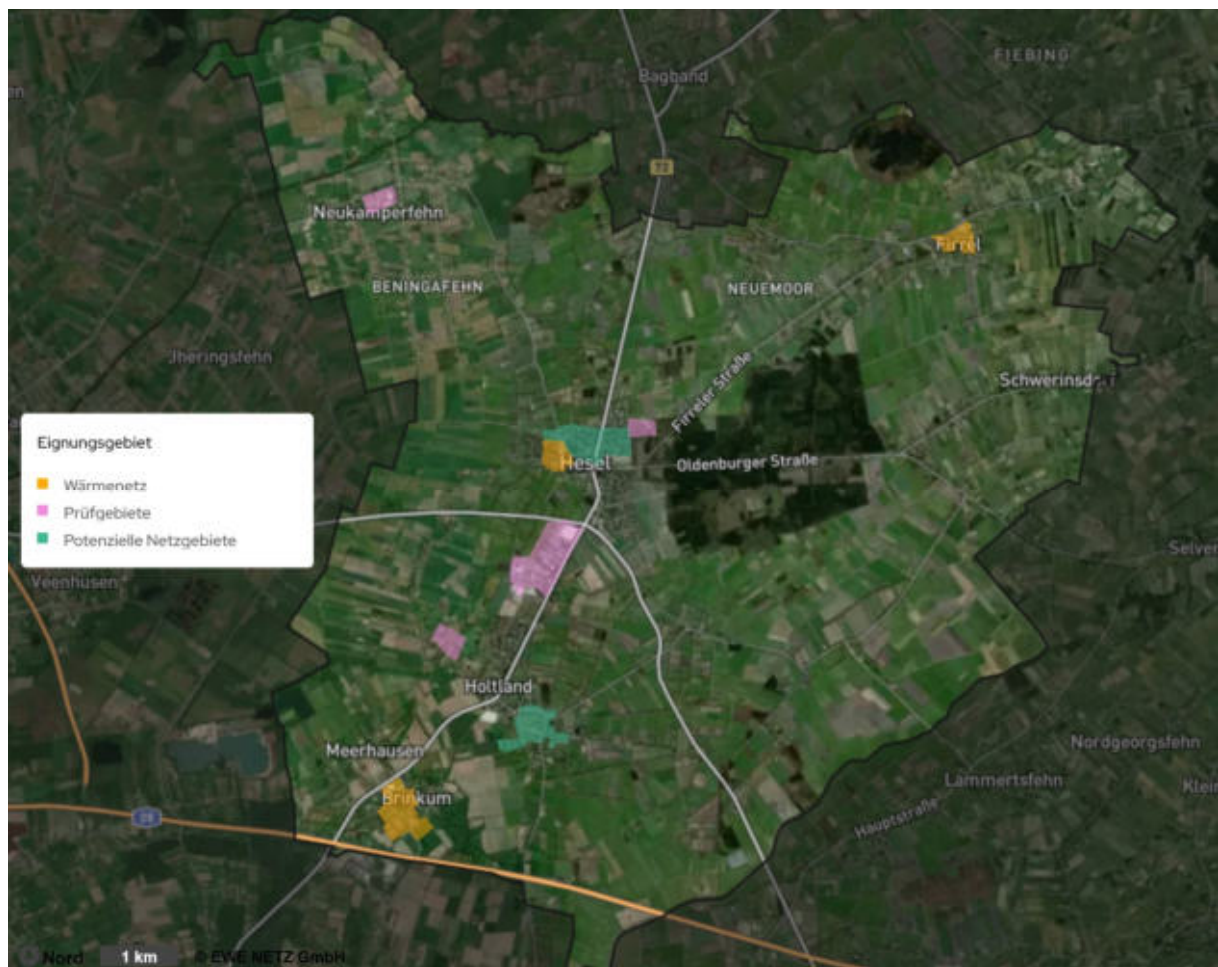 FIEBING
Bagband
en
72
Neukamperfehn
Firrel
BENINGAFEHN
NEUEMOOR
Jheringsfehn
Firreler Straße
Hesel
Oldenburger Straße
Eignungsgebiet
Wärmenetz
Prüfgebiete
Potenzielle Netzgebiete
Selver
Veenhusen
Holtland
Meerhausen
Nordgeorgsfehn
Lammertsfehn
Klein
Brinkum
Hauptstraße
28
Nord 1 km © EWE NETZ GmbH